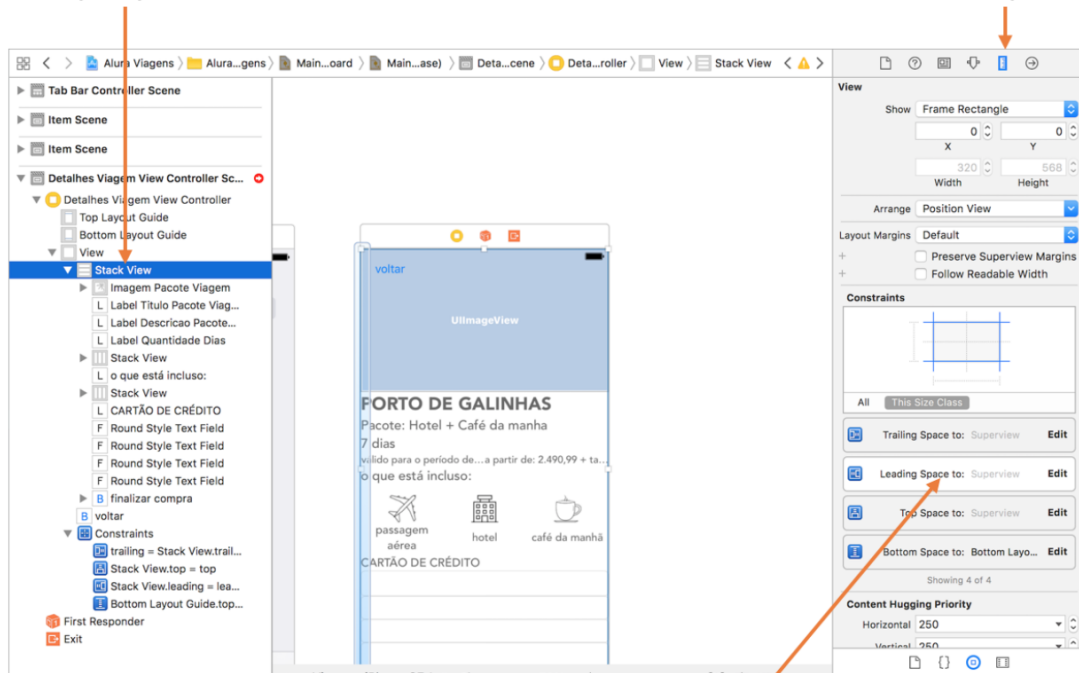 Alura Viagens
Alura...gens
Main...oard
Main...ase)
Deta...cene
Deta...roller
View
Stack View
Tab Bar Controller Scene
Item Scene
Item Scene
Detalhes Viagem View Controller Sc...
Detalhes Viagem View Controller
Top Layout Guide
Bottom Layout Guide
View
Stack View
Imagem Pacote Viagem
L Label Titulo Pacote Viag...
L Label Descricao Pacote...
L Label Quantidade Dias
Stack View
L o que está incluso:
Stack View
L CARTÃO DE CRÉDITO
F Round Style Text Field
F Round Style Text Field
F Round Style Text Field
F Round Style Text Field
B finalizar compra
B voltar
Constraints
trailing = Stack View.trail...
Stack View.top = top
Stack View.leading = lea...
Bottom Layout Guide.top...
First Responder
Exit
voltar
UIImageView
PORTO DE GALINHAS
Pacote: Hotel + Café da manha
7 dias
válido para o período de...a partir de: 2.490,99 + ta...
o que está incluso:
passagem
aérea
hotel
café da manhã
CARTÃO DE CRÉDITO
View
Show Frame Rectangle
0 0
X Y
320 568
Width Height
Arrange Position View
Layout Margins Default
+ Preserve Superview Margins
+ Follow Readable Width
Constraints
All This Size Class
Trailing Space to: Superview Edit
Leading Space to: Superview Edit
Top Space to: Superview Edit
Bottom Space to: Bottom Layo... Edit
Showing 4 of 4
Content Hugging Priority
Horizontal 250
Vertical 250